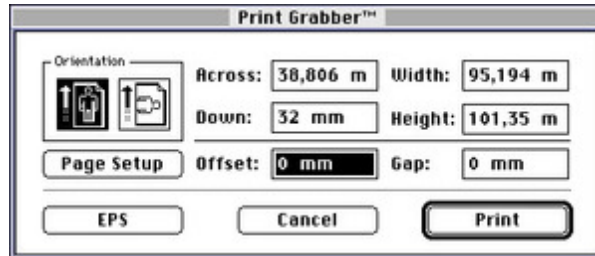 Print Grabber™
Orientation
Across: 38,806 m Width: 95,194 m
Down: 32 mm Height: 101,35 m
Page Setup Offset: 0 mm Gap: 0 mm
EPS Cancel Print